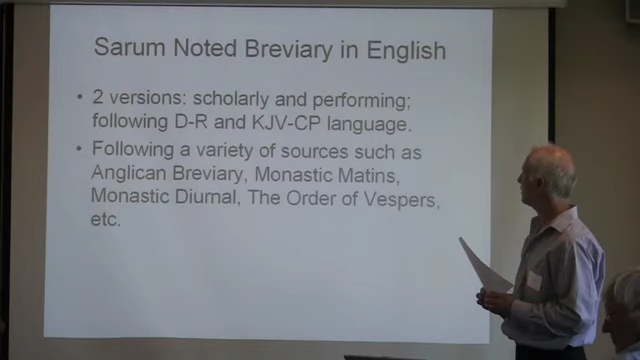 Sarum Noted Breviary in English
• 2 versions: scholarly and performing;
following D-R and KJV-CP language.
• Following a variety of sources such as
Anglican Breviary, Monastic Matins,
Monastic Diurnal, The Order of Vespers,
etc.